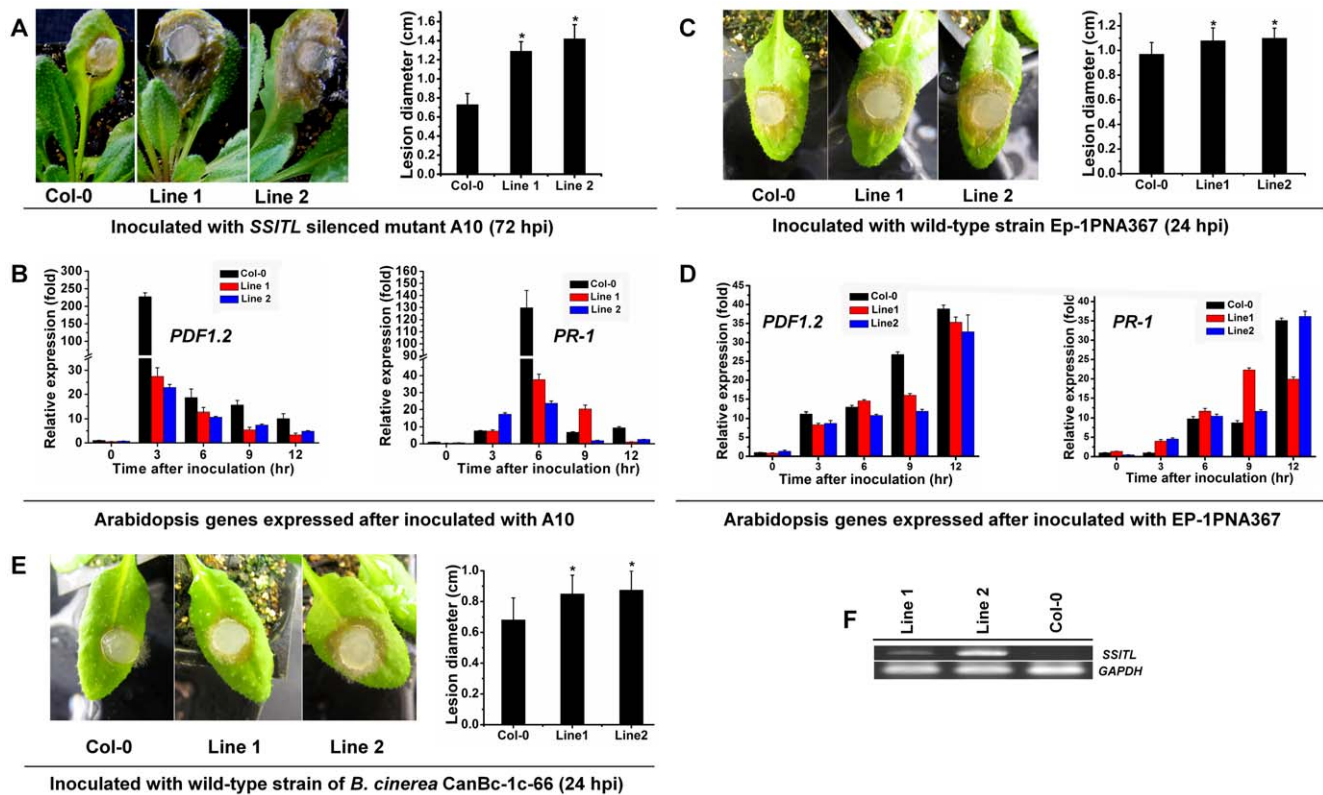 A
Col-0 Line 1 Line 2
Lesion diameter (cm)
1.6
1.4
1.2
1.0
0.8
0.6
0.4
0.2
0.0
Col-0 Line 1 Line 2
Inoculated with SSITL silenced mutant A10 (72 hpi)
C
Col-0 Line 1 Line 2
Lesion diameter (cm)
1.2
1.0
0.8
0.6
0.4
0.2
0.0
Col-0 Line1 Line2
* *
* *
Inoculated with wild-type strain Ep-1PNA367 (24 hpi)
B
Relative expression (fold)
300
250
200
150
100
50
20
10
0
Col-0
Line 1
Line 2
PDF1.2
0 3 6 9 12
Time after inoculation (hr)
Relative expression (fold)
160
150
140
130
120
110
100
90
60
50
40
30
20
10
0
Col-0
Line 1
Line 2
PR-1
0 3 6 9 12
Time after inoculation (hr)
Arabidopsis genes expressed after inoculated with A10
D
Relative expression (fold)
45
40
35
30
25
20
15
10
5
0
Col-0
Line1
Line2
PDF1.2
0 3 6 9 12
Time after inoculation (hr)
Relative expression (fold)
40
35
30
25
20
15
10
5
0
Col-0
Line1
Line2
PR-1
0 3 6 9 12
Time after inoculation (hr)
Arabidopsis genes expressed after inoculated with EP-1PNA367
E
Col-0 Line 1 Line 2
Lesion diameter (cm)
1.0
0.8
0.6
0.4
0.2
0.0
* *
Col-0 Line1 Line2
Inoculated with wild-type strain of B. cinerea CanBc-1c-66 (24 hpi)
F
Line 1 Line 2 Col-0
SSITL
GAPDH